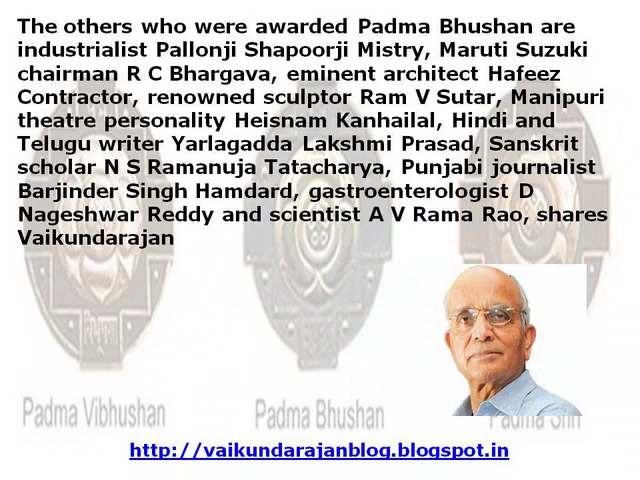 The others who were awarded Padma Bhushan are
industrialist Pallonji Shapoorji Mistry, Maruti Suzuki
chairman R C Bhargava, eminent architect Hafeez
Contractor, renowned sculptor Ram V Sutar, Manipuri
theatre personality Heisnam Kanhailal, Hindi and
Telugu writer Yarlagadda Lakshmi Prasad, Sanskrit
scholar N S Ramanuja Tatacharya, Punjabi journalist
Barjinder Singh Hamdard, gastroenterologist D
Nageshwar Reddy and scientist A V Rama Rao, shares
Vaikundarajan
Padma Vibhushan
Padma Bhushan
Padma Shri
http://vaikundarajanblog.blogspot.in